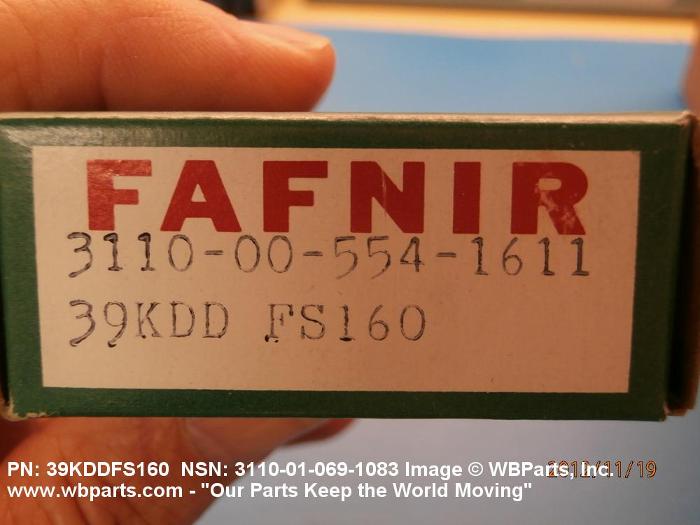 FAFNIR
3110-00-554-1611
39KDD FS160
PN: 39KDDFS160 NSN: 3110-01-069-1083 Image © WBParts, Inc.
2012/11/19
www.wbparts.com - "Our Parts Keep the World Moving"